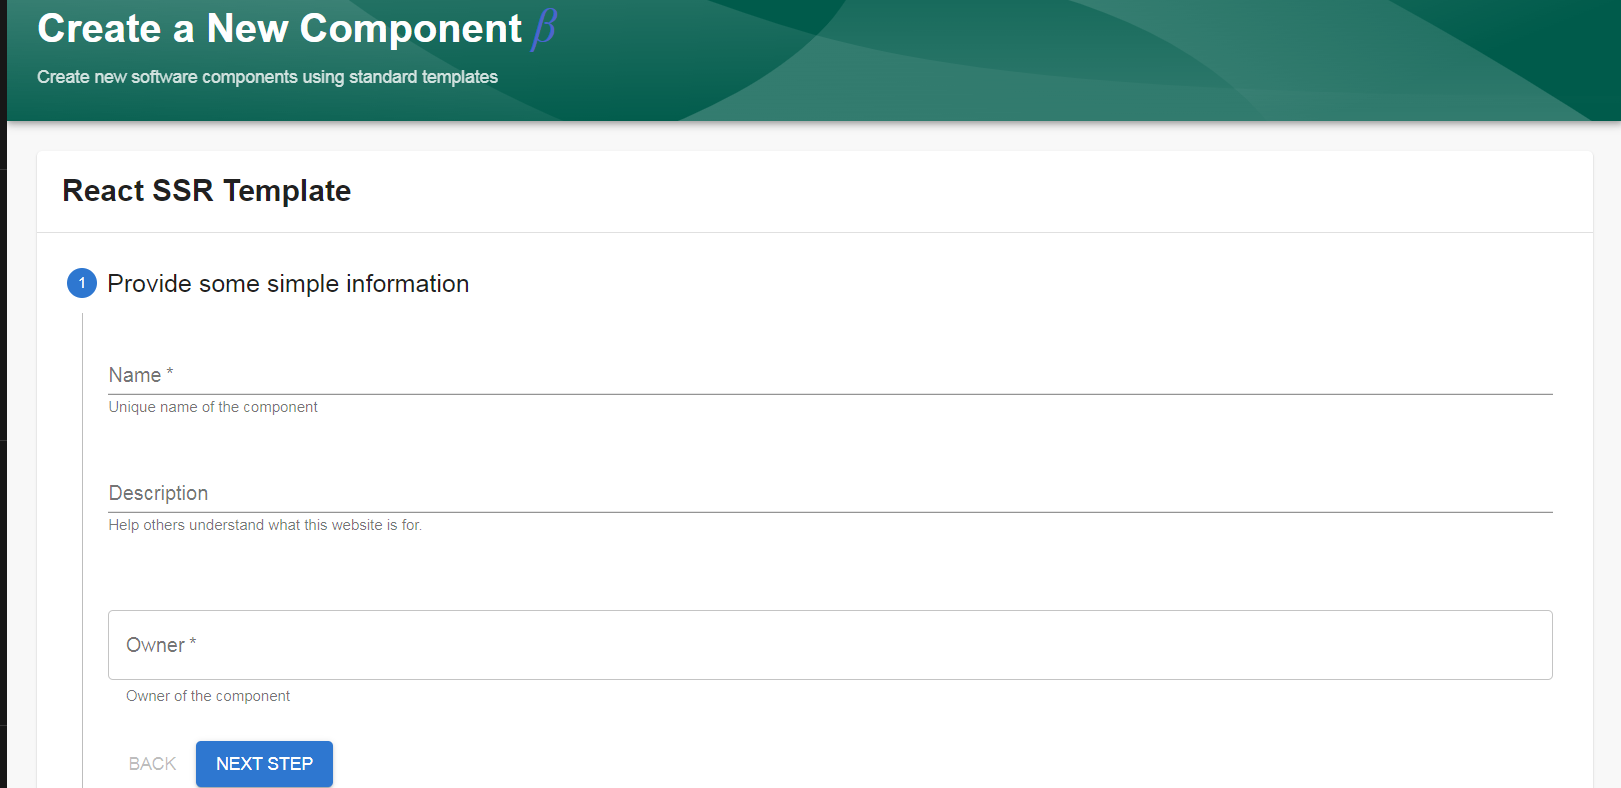 Create a New Component β
Create new software components using standard templates
React SSR Template
1 Provide some simple information
Name *
Unique name of the component
Description
Help others understand what this website is for.
Owner *
Owner of the component
BACK NEXT STEP